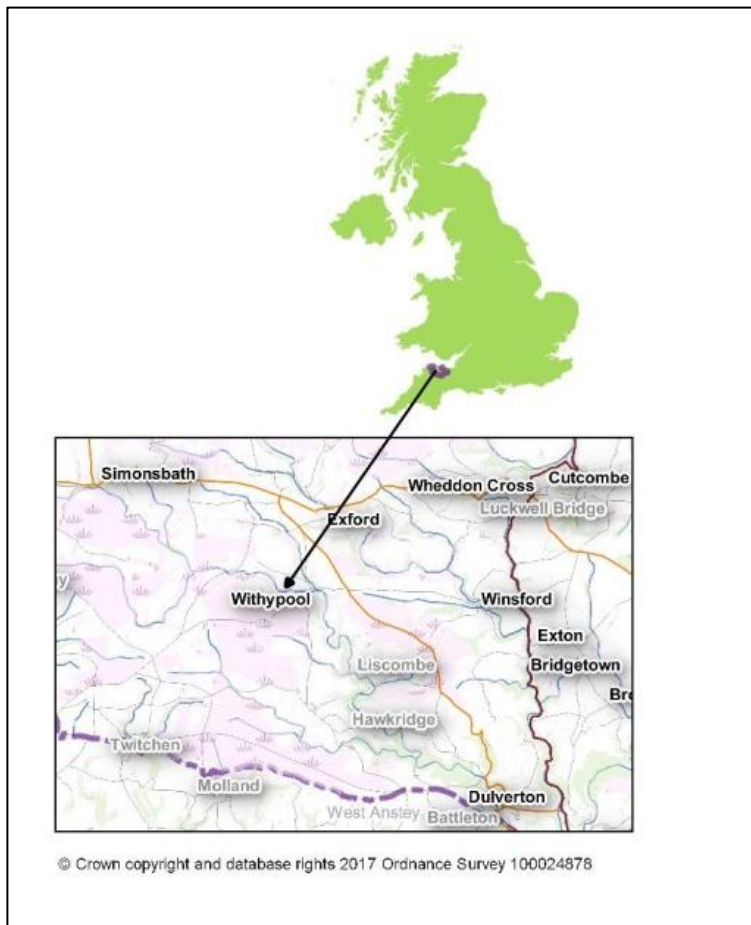 Simonsbath
Cutcombe
Wheddon Cross
Luckwell Bridge
Exford
Withypool
Winsford
Exton
Liscombe
Bridgetown
Hawkridge
Twitchen
Molland
Dulverton
West Anstey
Battleton
© Crown copyright and database rights 2017 Ordnance Survey 100024878